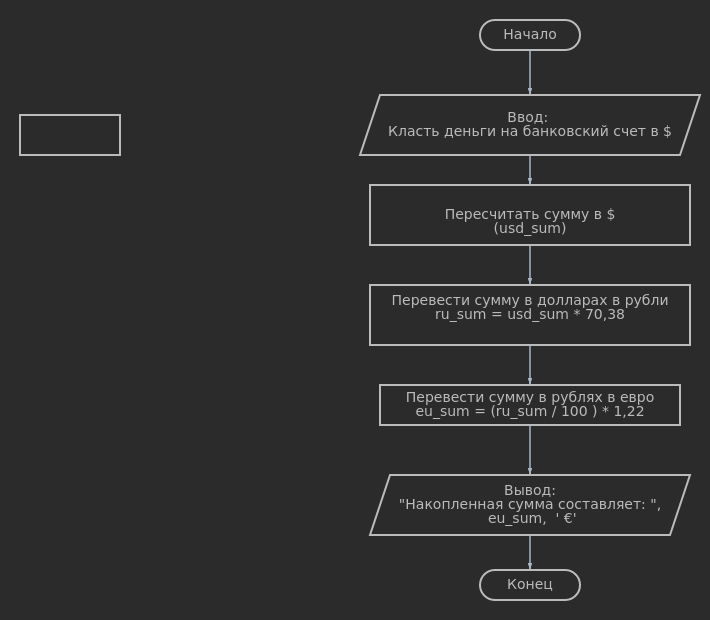 Начало
Ввод:
Класть деньги на банковский счет в $
Пересчитать сумму в $
(usd_sum)
Перевести сумму в долларах в рубли
ru_sum = usd_sum * 70,38
Перевести сумму в рублях в евро
eu_sum = (ru_sum / 100 ) * 1,22
Вывод:
"Накопленная сумма составляет: ",
eu_sum,  ' €'
Конец